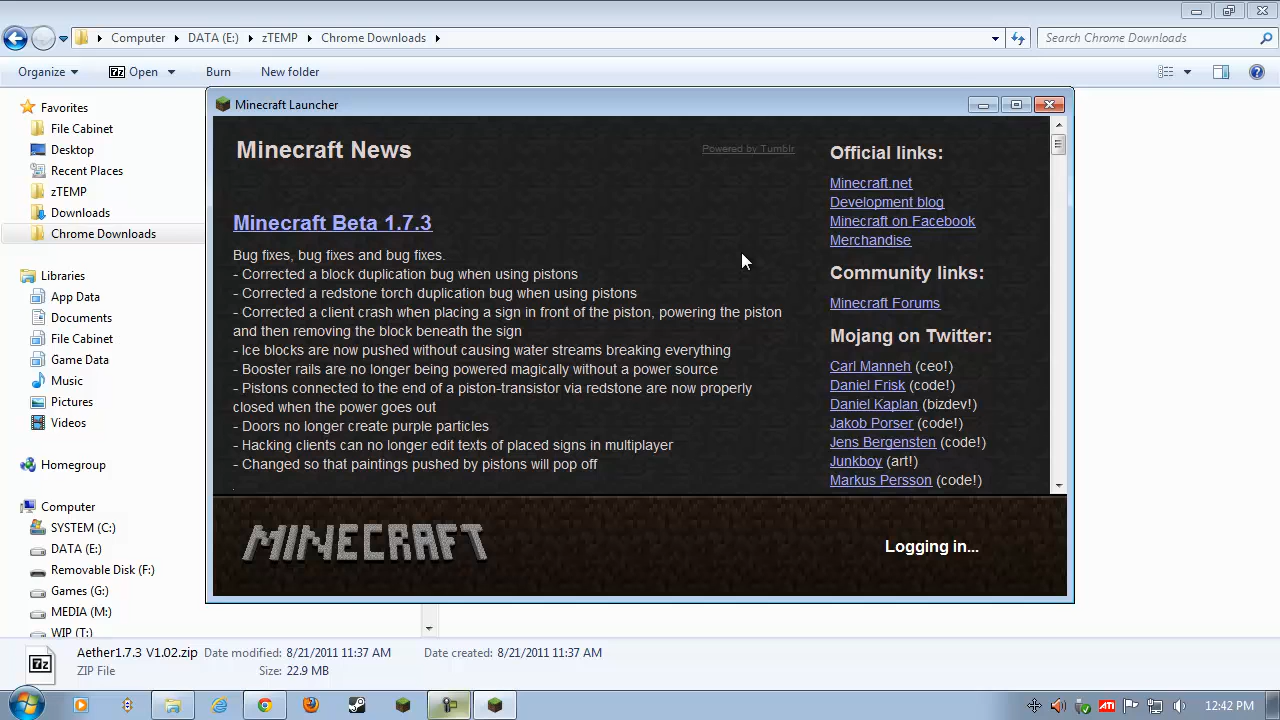 Computer DATA (E:) zTEMP Chrome Downloads Search Chrome Downloads
Organize 7z Open Burn New folder
Favorites
File Cabinet
Desktop
Recent Places
zTEMP
Downloads
Chrome Downloads
Libraries
App Data
Documents
File Cabinet
Game Data
Music
Pictures
Videos
Homegroup
Computer
SYSTEM (C:)
DATA (E:)
Removable Disk (F:)
Games (G:)
MEDIA (M:)
WIP (T:)
Minecraft Launcher
Minecraft News
Powered by Tumblr
Minecraft Beta 1.7.3
Bug fixes, bug fixes and bug fixes.
- Corrected a block duplication bug when using pistons
- Corrected a redstone torch duplication bug when using pistons
- Corrected a client crash when placing a sign in front of the piston, powering the piston
and then removing the block beneath the sign
- Ice blocks are now pushed without causing water streams breaking everything
- Booster rails are no longer being powered magically without a power source
- Pistons connected to the end of a piston-transistor via redstone are now properly
closed when the power goes out
- Doors no longer create purple particles
- Hacking clients can no longer edit texts of placed signs in multiplayer
- Changed so that paintings pushed by pistons will pop off
Official links:
Minecraft.net
Development blog
Minecraft on Facebook
Merchandise
Community links:
Minecraft Forums
Mojang on Twitter:
Carl Manneh (ceo!)
Daniel Frisk (code!)
Daniel Kaplan (bizdev!)
Jakob Porser (code!)
Jens Bergensten (code!)
Junkboy (art!)
Markus Persson (code!)
MINECRAFT
Logging in...
7z
Aether1.7.3 V1.02.zip Date modified: 8/21/2011 11:37 AM Date created: 8/21/2011 11:37 AM
ZIP File Size: 22.9 MB
ATI
12:42 PM